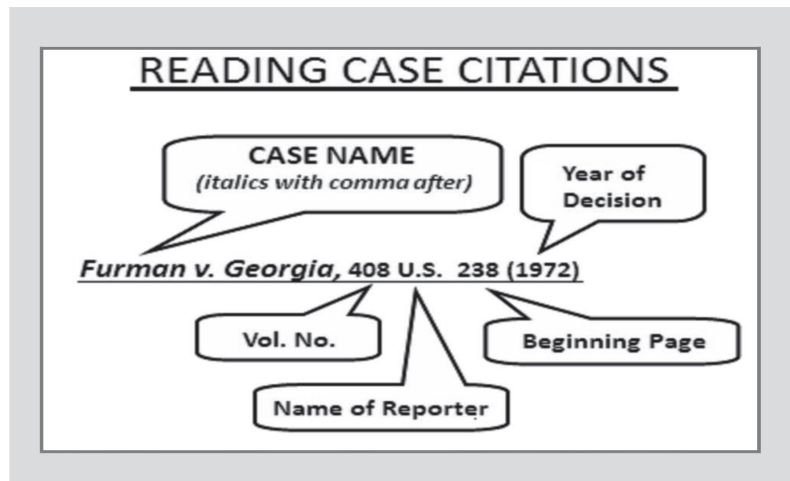 READING CASE CITATIONS
CASE NAME
(italics with comma after)
Year of
Decision
Furman v. Georgia, 408 U.S. 238 (1972)
Vol. No.
Beginning Page
Name of Reporter